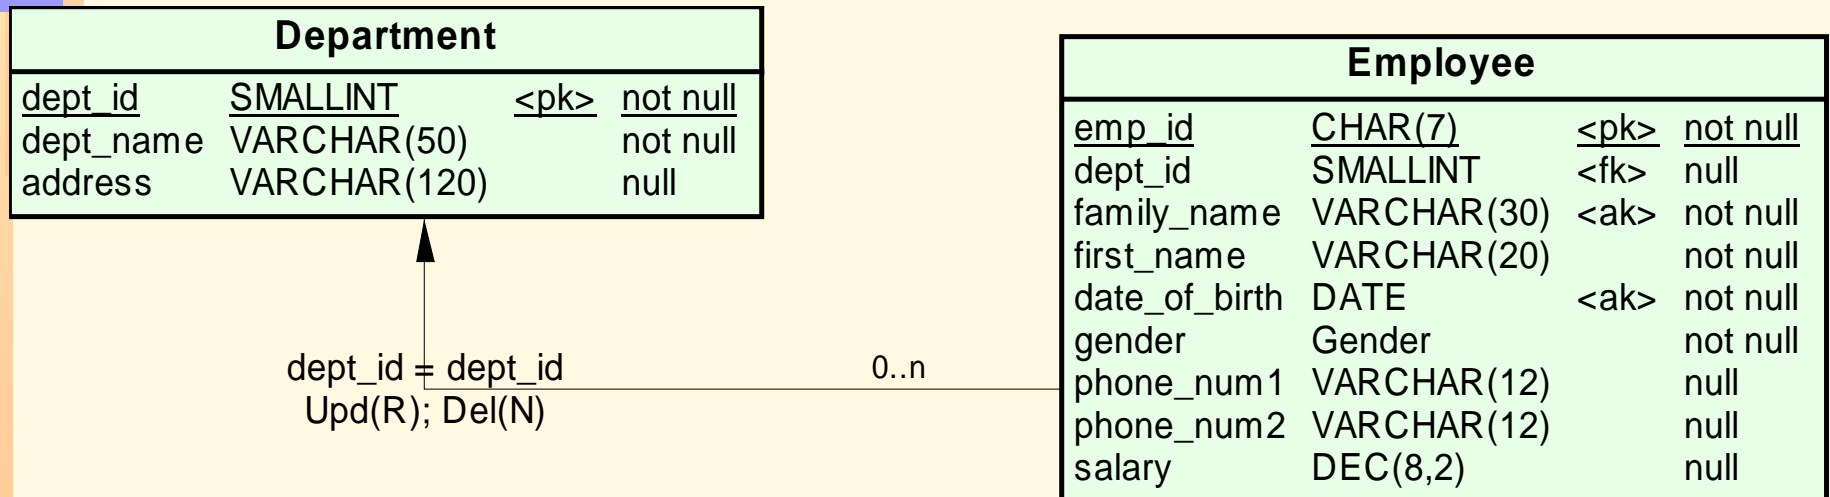 Department
dept_id SMALLINT <pk> not null
dept_name VARCHAR(50) not null
address VARCHAR(120) null
dept_id = dept_id
Upd(R); Del(N)
0..n
Employee
emp_id CHAR(7) <pk> not null
dept_id SMALLINT <fk> null
family_name VARCHAR(30) <ak> not null
first_name VARCHAR(20) not null
date_of_birth DATE <ak> not null
gender Gender not null
phone_num1 VARCHAR(12) null
phone_num2 VARCHAR(12) null
salary DEC(8,2) null